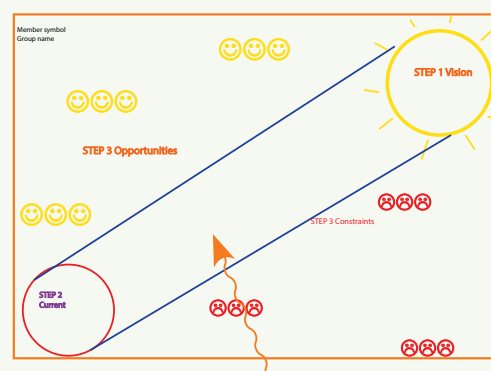 Member symbol
Group name
STEP 1 Vision
STEP 3 Opportunities
STEP 3 Constraints
STEP 2
Current